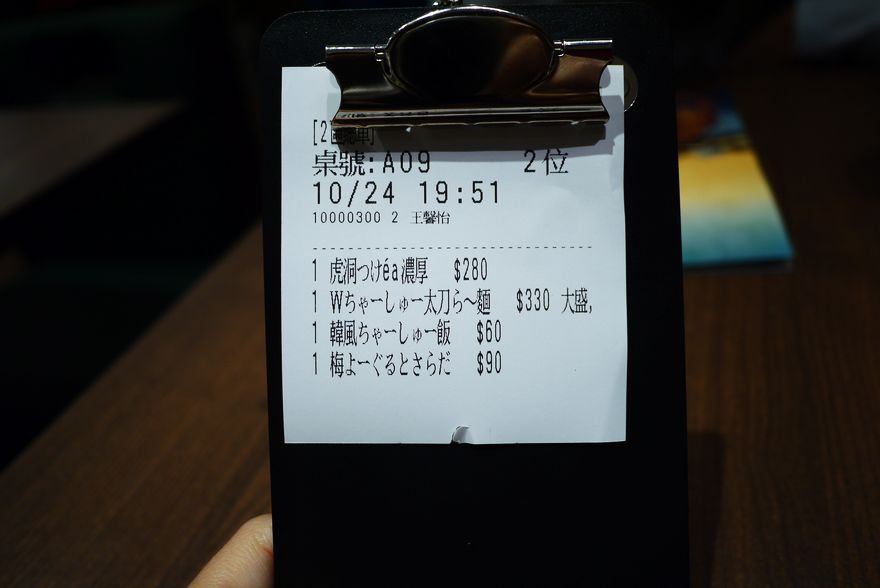 桌號:A09 2位
10/24 19:51
10000300 2 王馨怡
1 虎洞つけéa濃厚 $280
1 Wちゃーしゅー太刀ら〜麵 $330 大盛,
1 韓風ちゃーしゅー飯 $60
1 梅よーぐるとさらだ $90